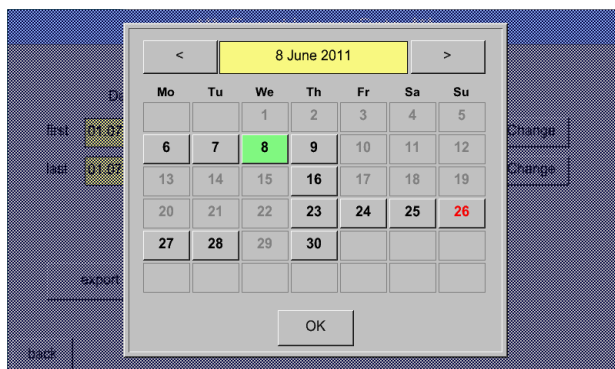 < 8 June 2011 >
Mo Tu We Th Fr Sa Su
1 2 3 4 5
6 7 8 9 10 11 12
13 14 15 16 17 18 19
20 21 22 23 24 25 26
27 28 29 30
OK
first 01.07 Change
last 01.07 Change
export
back